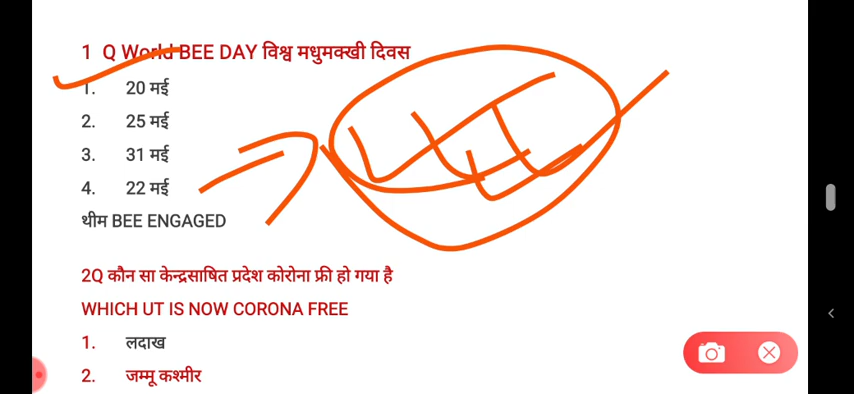 1 Q World BEE DAY विश्व मधुमक्खी दिवस
1. 20 मई
2. 25 मई
3. 31 मई
4. 22 मई
थीम BEE ENGAGED
2Q कौन सा केन्द्रसाषित प्रदेश कोरोना फ्री हो गया है
WHICH UT IS NOW CORONA FREE
1. लदाख
2. जम्मू कश्मीर